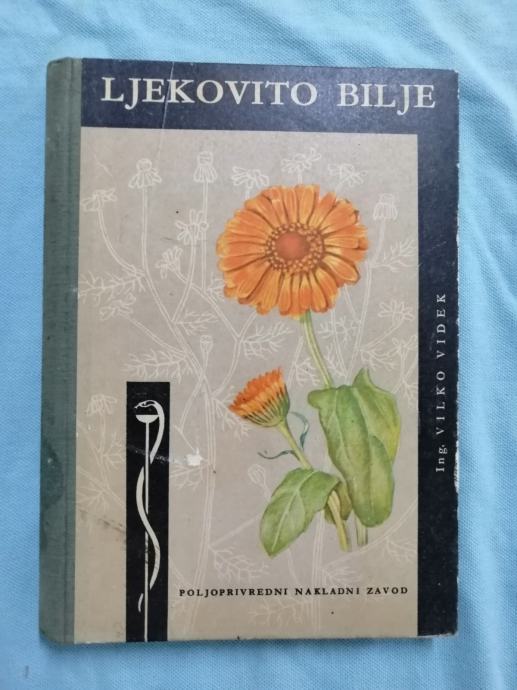 LJEKOVITO BILJE
Ing. VILKO VIDEK
POLJOPRIVREDNI NAKLADNI ZAVOD